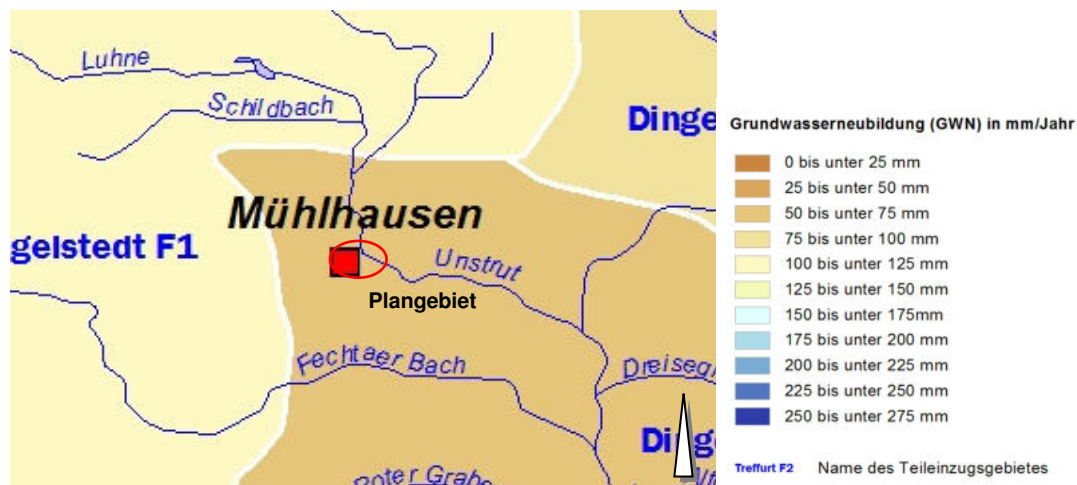 Luhne
Schildbach
Dinge
Mühlhausen
gelstedt F1
Unstrut
Plangebiet
Fechtaer Bach
Dreisegr
Ding
Roter Grabe
Grundwasserneubildung (GWN) in mm/Jahr
0 bis unter 25 mm
25 bis unter 50 mm
50 bis unter 75 mm
75 bis unter 100 mm
100 bis unter 125 mm
125 bis unter 150 mm
150 bis unter 175mm
175 bis unter 200 mm
200 bis unter 225 mm
225 bis unter 250 mm
250 bis unter 275 mm
Treffurt F2 Name des Teileinzugsgebietes